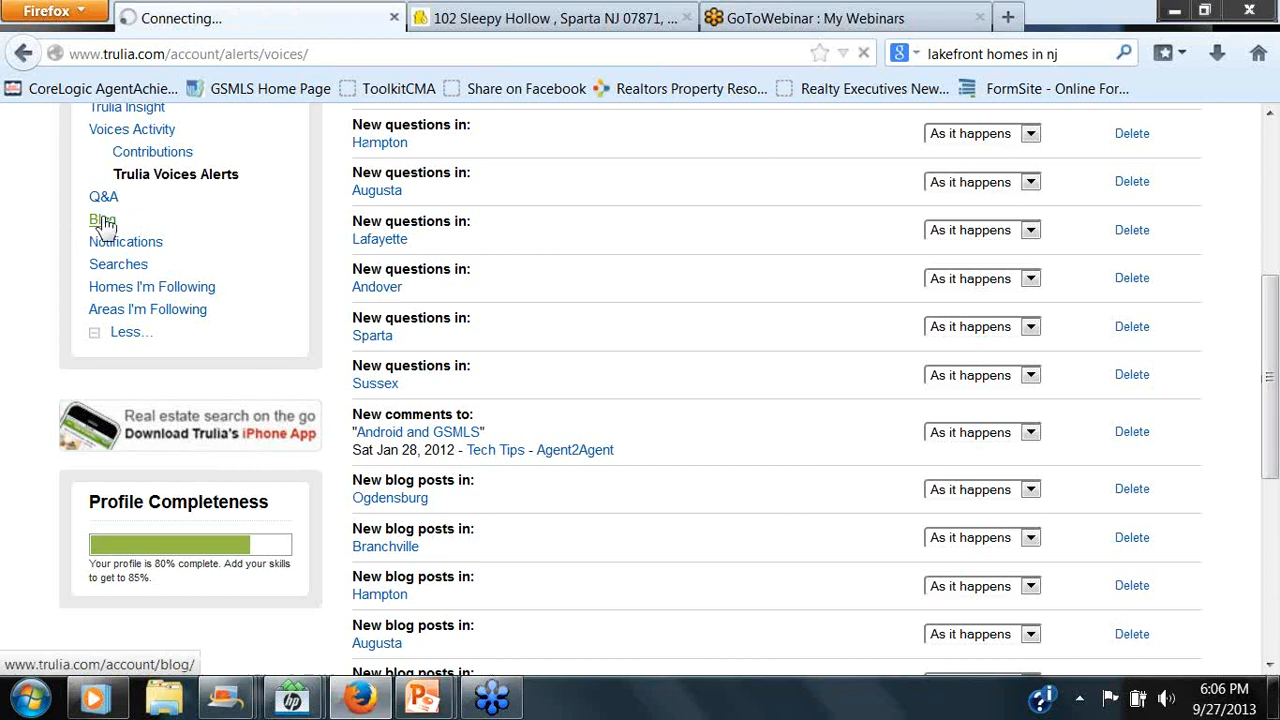 Firefox
Connecting...
102 Sleepy Hollow , Sparta NJ 07871, ...
GoToWebinar : My Webinars
www.trulia.com/account/alerts/voices/
lakefront homes in nj
CoreLogic AgentAchie...
GSMLS Home Page
ToolkitCMA
Share on Facebook
Realtors Property Reso...
Realty Executives New...
FormSite - Online For...
Trulia Insight
Voices Activity
Contributions
Trulia Voices Alerts
Q&A
Blog
Notifications
Searches
Homes I'm Following
Areas I'm Following
Less...
Real estate search on the go
Download Trulia's iPhone App
Profile Completeness
Your profile is 80% complete. Add your skills
to get to 85%.
New questions in:
Hampton
As it happens
Delete
New questions in:
Augusta
As it happens
Delete
New questions in:
Lafayette
As it happens
Delete
New questions in:
Andover
As it happens
Delete
New questions in:
Sparta
As it happens
Delete
New questions in:
Sussex
As it happens
Delete
New comments to:
"Android and GSMLS"
Sat Jan 28, 2012 - Tech Tips - Agent2Agent
As it happens
Delete
New blog posts in:
Ogdensburg
As it happens
Delete
New blog posts in:
Branchville
As it happens
Delete
New blog posts in:
Hampton
As it happens
Delete
New blog posts in:
Augusta
As it happens
Delete
New blog posts in:
www.trulia.com/account/blog/
6:06 PM
9/27/2013